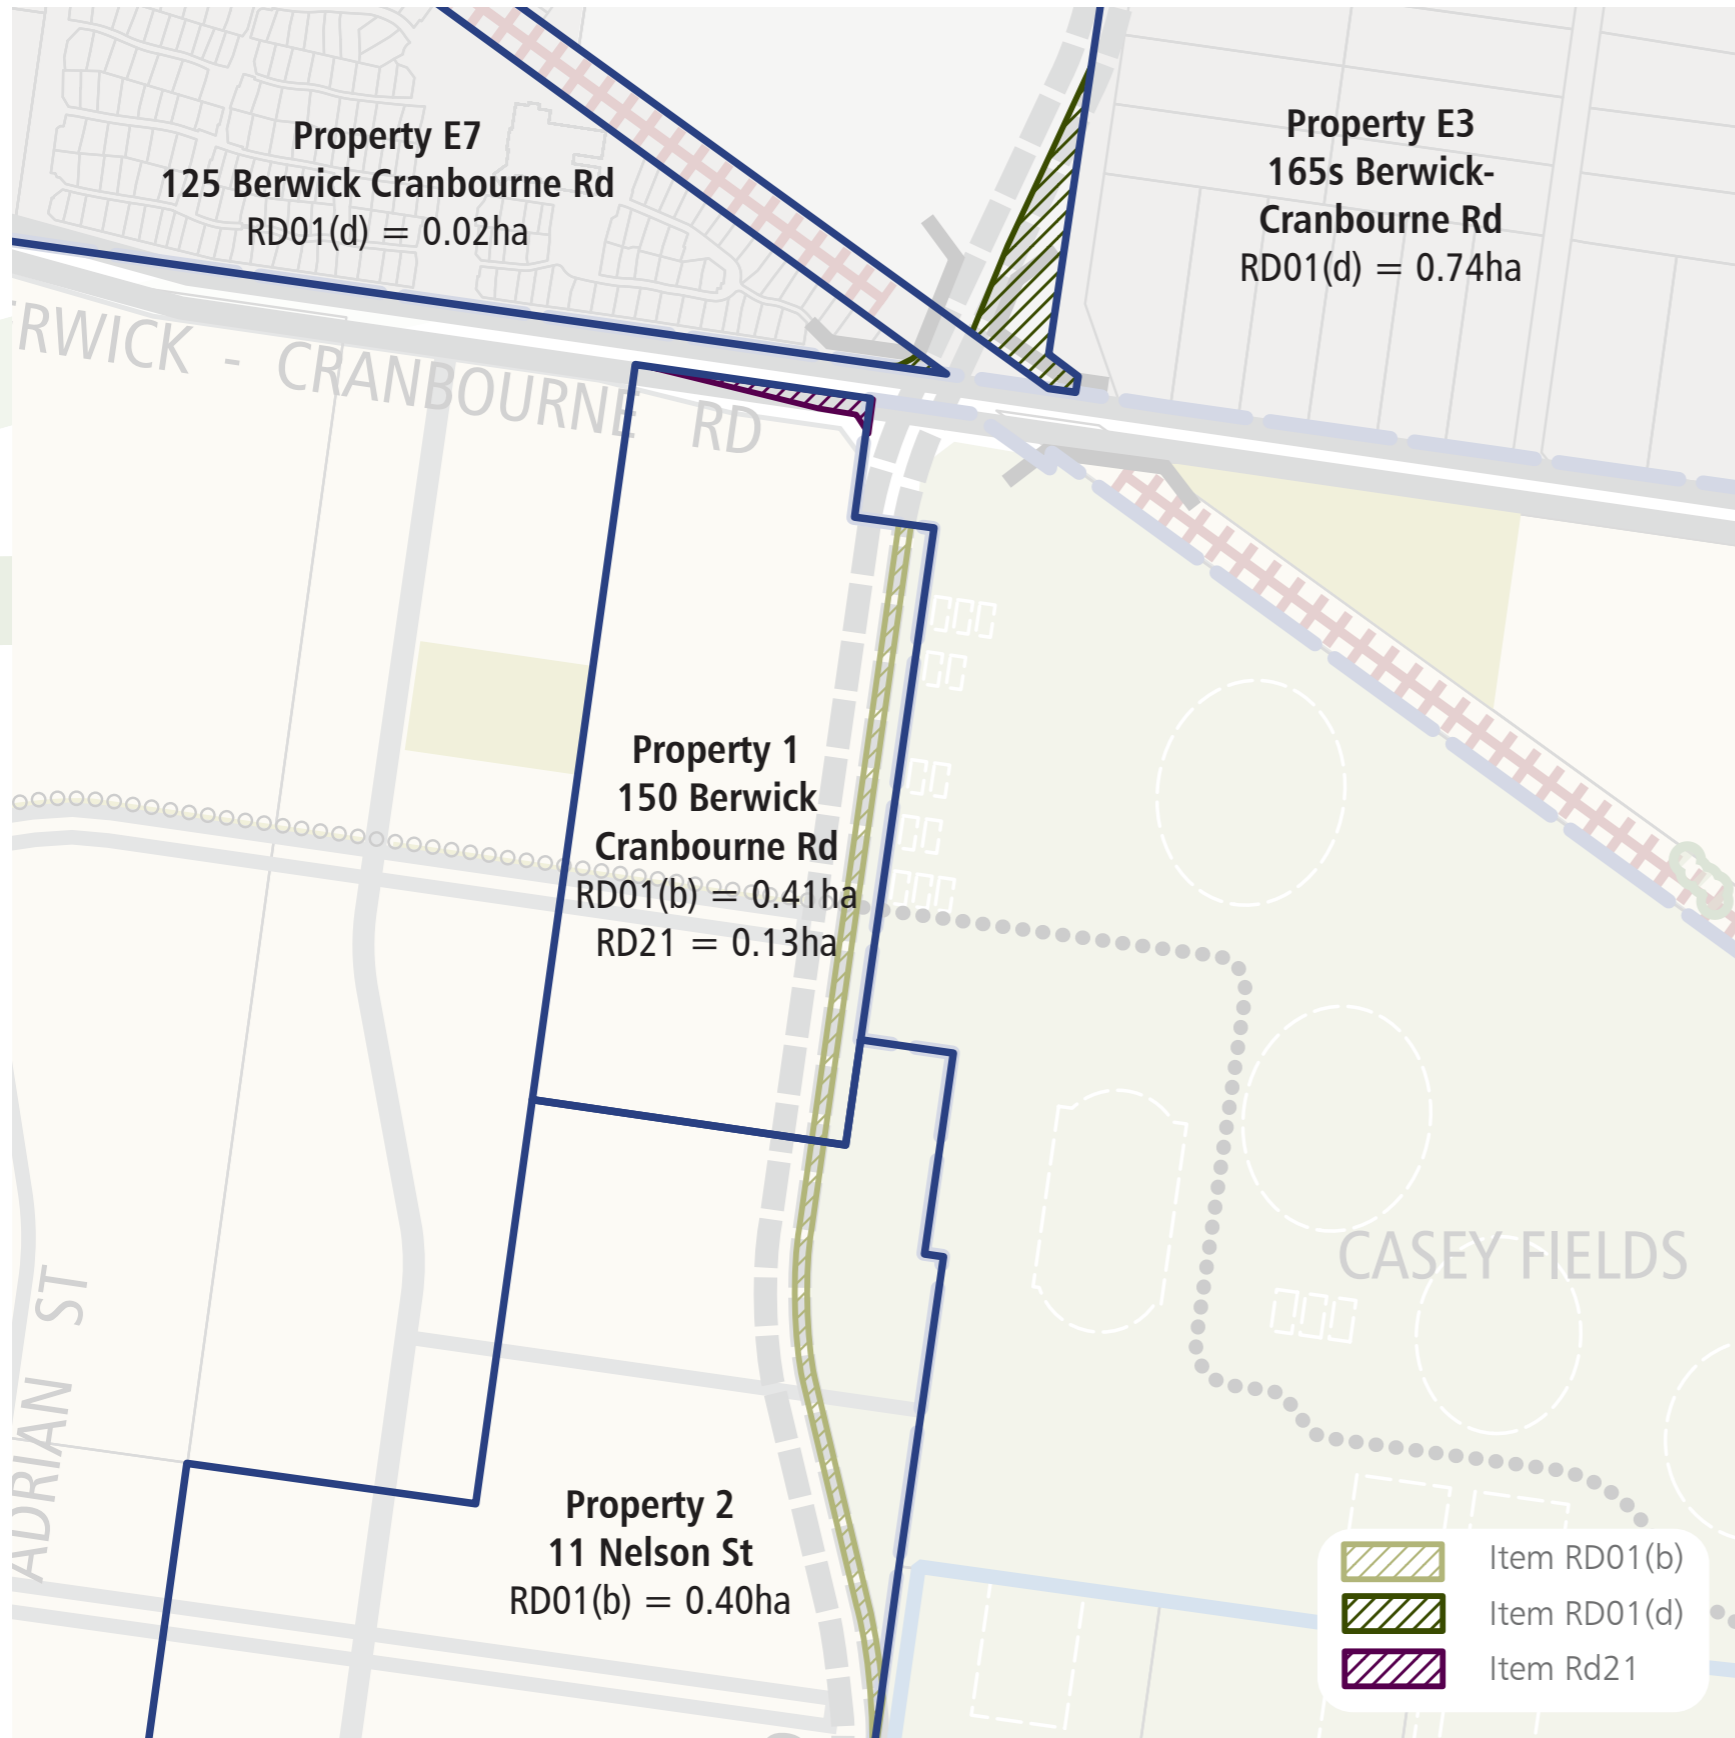 Property E7
125 Berwick Cranbourne Rd
RD01(d) = 0.02ha
Property E3
165s Berwick-
Cranbourne Rd
RD01(d) = 0.74ha
RWICK - CRANBOURNE RD
Property 1
150 Berwick
Cranbourne Rd
RD01(b) = 0.41ha
RD21 = 0.13ha
CASEY FIELDS
ADRIAN ST
Property 2
11 Nelson St
RD01(b) = 0.40ha
Item RD01(b)
Item RD01(d)
Item Rd21